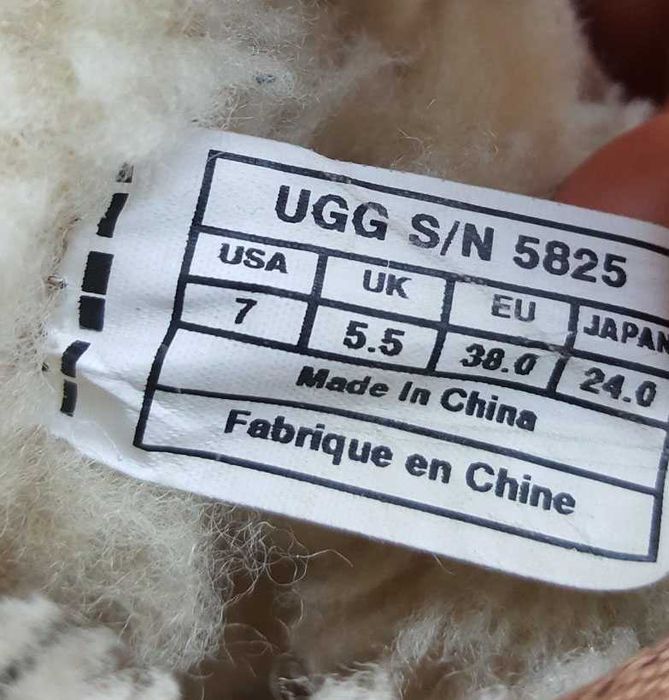 UGG S/N 5825
USA UK EU JAPAN
7 5.5 38.0 24.0
Made In China
Fabrique en Chine